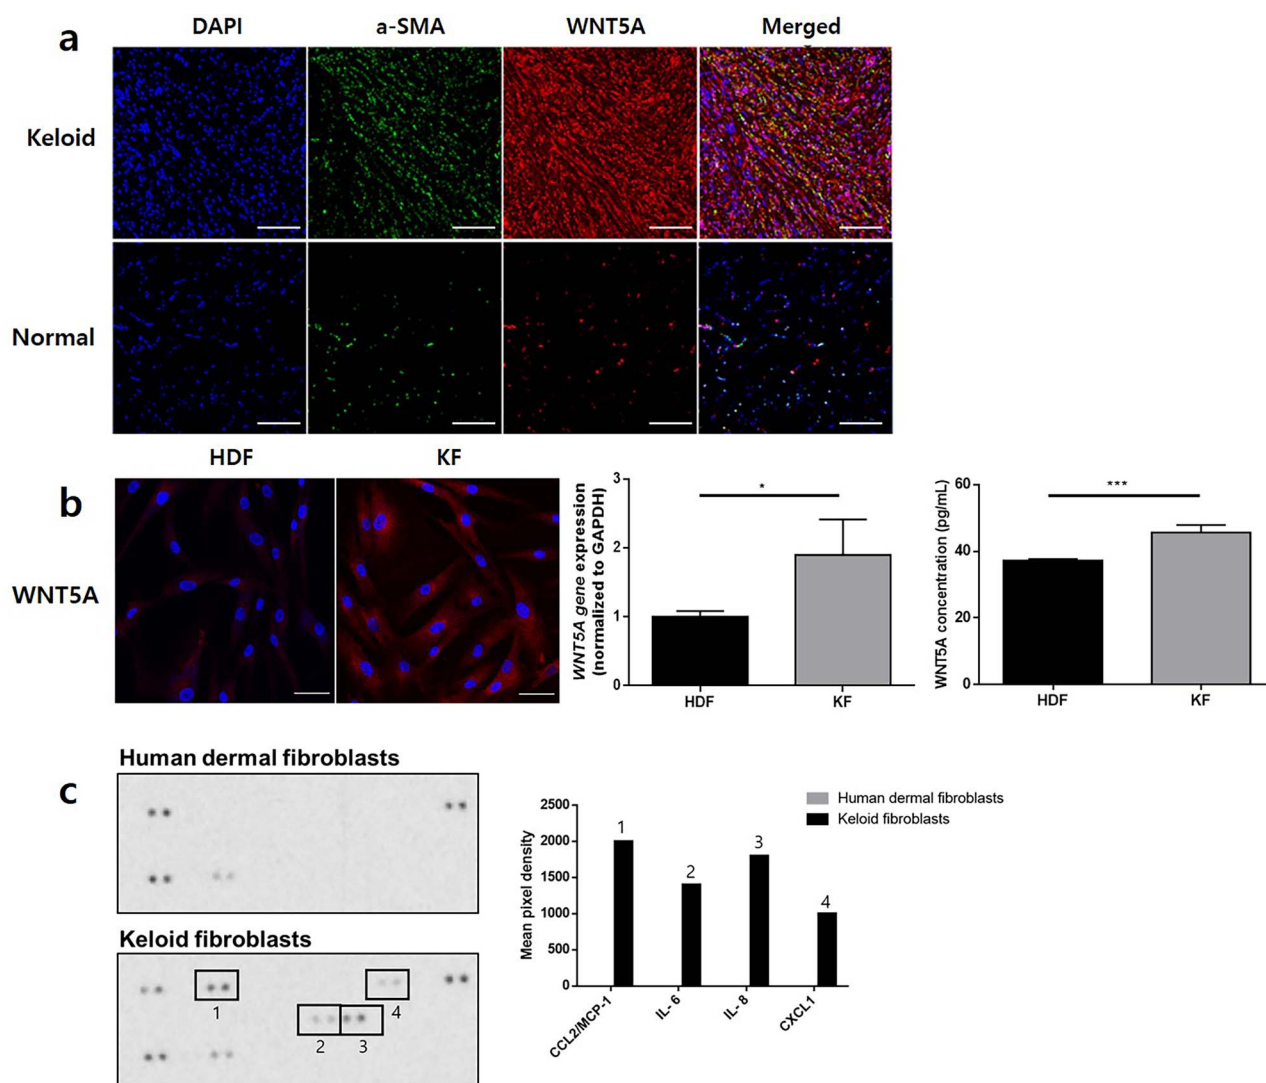 a
DAPI
a-SMA
WNT5A
Merged
Keloid
Normal
b
HDF
KF
WNT5A
WNT5A gene expression
(normalized to GAPDH)
3
2
1
0
*
HDF
KF
WNT5A concentration (pg/mL)
60
40
20
0
***
HDF
KF
c
Human dermal fibroblasts
Keloid fibroblasts
1
2
3
4
Mean pixel density
2500
2000
1500
1000
500
0
1
2
3
4
CCL2/MCP-1
IL- 6
IL- 8
CXCL1
Human dermal fibroblasts
Keloid fibroblasts